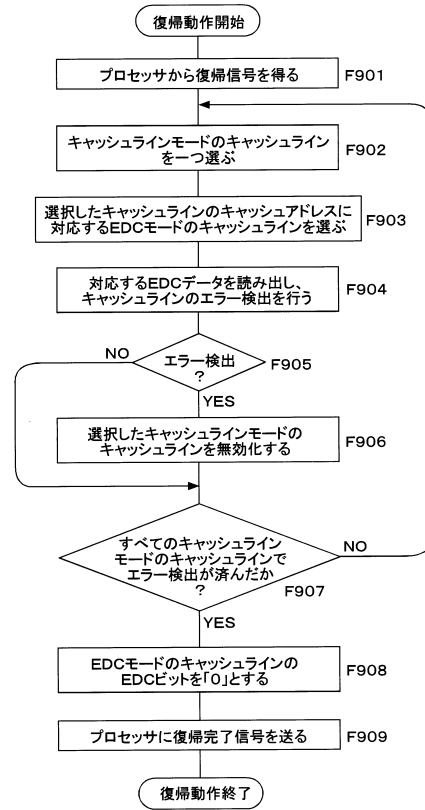 復帰動作開始
プロセッサから復帰信号を得る
F901
キャッシュラインモードのキャッシュライン
を一つ選ぶ
F902
選択したキャッシュラインのキャッシュアドレスに
対応するEDCモードのキャッシュラインを選ぶ
F903
対応するEDCデータを読み出し、
キャッシュラインのエラー検出を行う
F904
NO
エラー検出
?
F905
YES
選択したキャッシュラインモードの
キャッシュラインを無効化する
F906
すべてのキャッシュライン
モードのキャッシュラインで
エラー検出が済んだか
?
NO
F907
YES
EDCモードのキャッシュラインの
EDCビットを「0」とする
F908
プロセッサに復帰完了信号を送る
F909
復帰動作終了